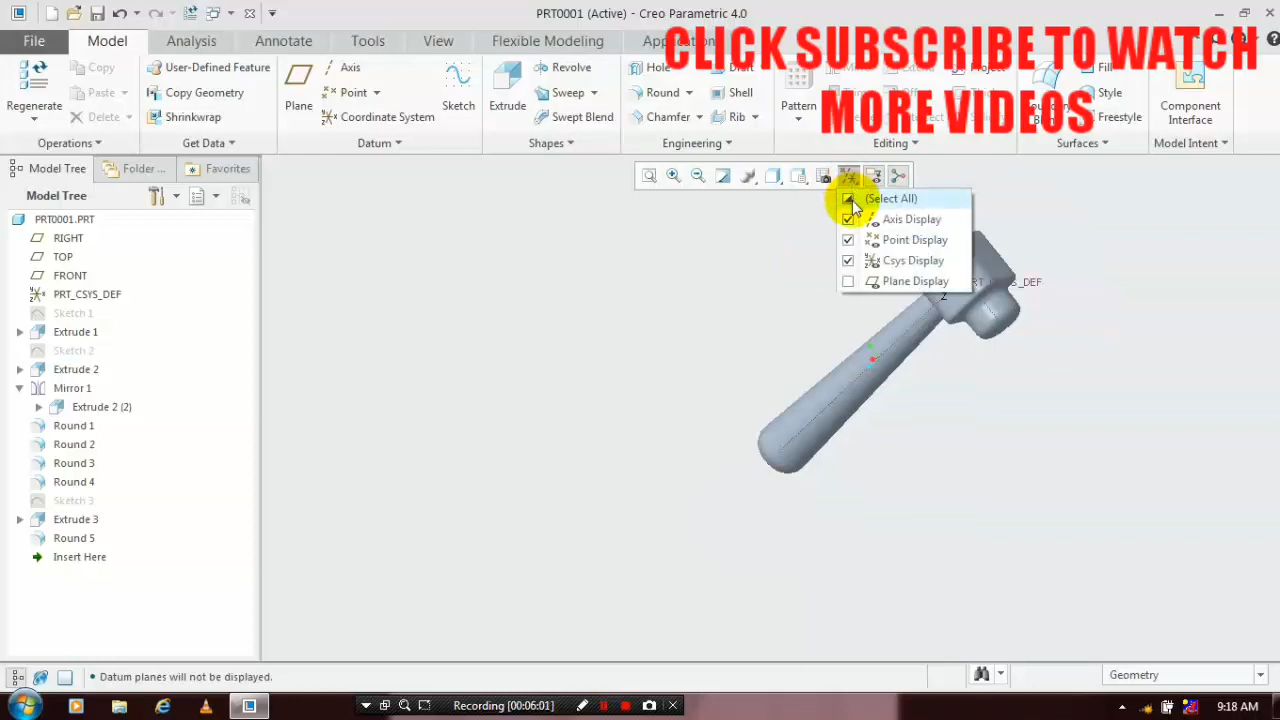 PRT0001 (Active) - Creo Parametric 4.0
File Model Analysis Annotate Tools View Flexible Modeling
CLICK SUBSCRIBE TO WATCH
MORE VIDEOS
Regenerate
Copy
Paste
Delete
Operations
User-Defined Feature
Copy Geometry
Shrinkwrap
Get Data
Plane
Axis
Point
Coordinate System
Sketch
Datum
Extrude
Revolve
Sweep
Swept Blend
Shapes
Hole
Round
Chamfer
Draft
Shell
Rib
Engineering
Pattern
Project
Editing
Fill
Style
Freestyle
Surfaces
Component
Interface
Model Intent
Model Tree Folder ... Favorites
Model Tree
PRT0001.PRT
RIGHT
TOP
FRONT
PRT_CSYS_DEF
Sketch 1
Extrude 1
Sketch 2
Extrude 2
Mirror 1
Extrude 2 (2)
Round 1
Round 2
Round 3
Round 4
Sketch 3
Extrude 3
Round 5
Insert Here
(Select All)
Axis Display
Point Display
Csys Display
Plane Display
RT_CSYS_DEF
Z
• Datum planes will not be displayed.
Geometry
Recording [00:06:01]
9:18 AM